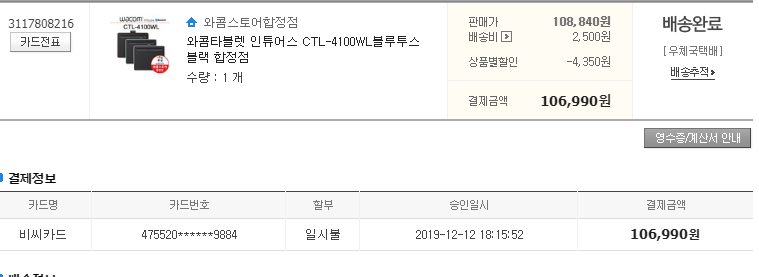 3117808216
카드전표
wacom
CTL-4100WL
와콤스토어합정점
와콤타블렛 인튜어스 CTL-4100WL블루투스
블랙 합정점
수량 : 1 개
판매가 108,840원
배송비 2,500원
상품별할인 -4,350원
결제금액 106,990원
배송완료
[우체국택배]
배송추적
영수증/계산서 안내
결제정보
카드명 카드번호 할부 승인일시 결제금액
비씨카드 475520******9884 일시불 2019-12-12 18:15:52 106,990원